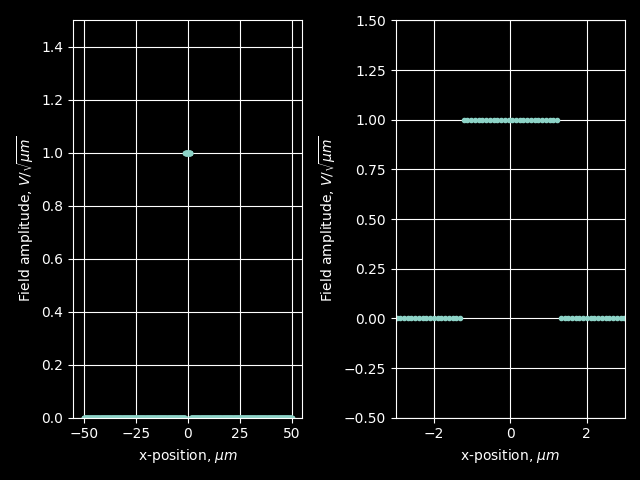 Field amplitude, V/√μm
1.4
1.2
1.0
0.8
0.6
0.4
0.2
0.0
−50 −25 0 25 50
x-position, μm
Field amplitude, V/√μm
1.50
1.25
1.00
0.75
0.50
0.25
0.00
−0.25
−0.50
−2 0 2
x-position, μm